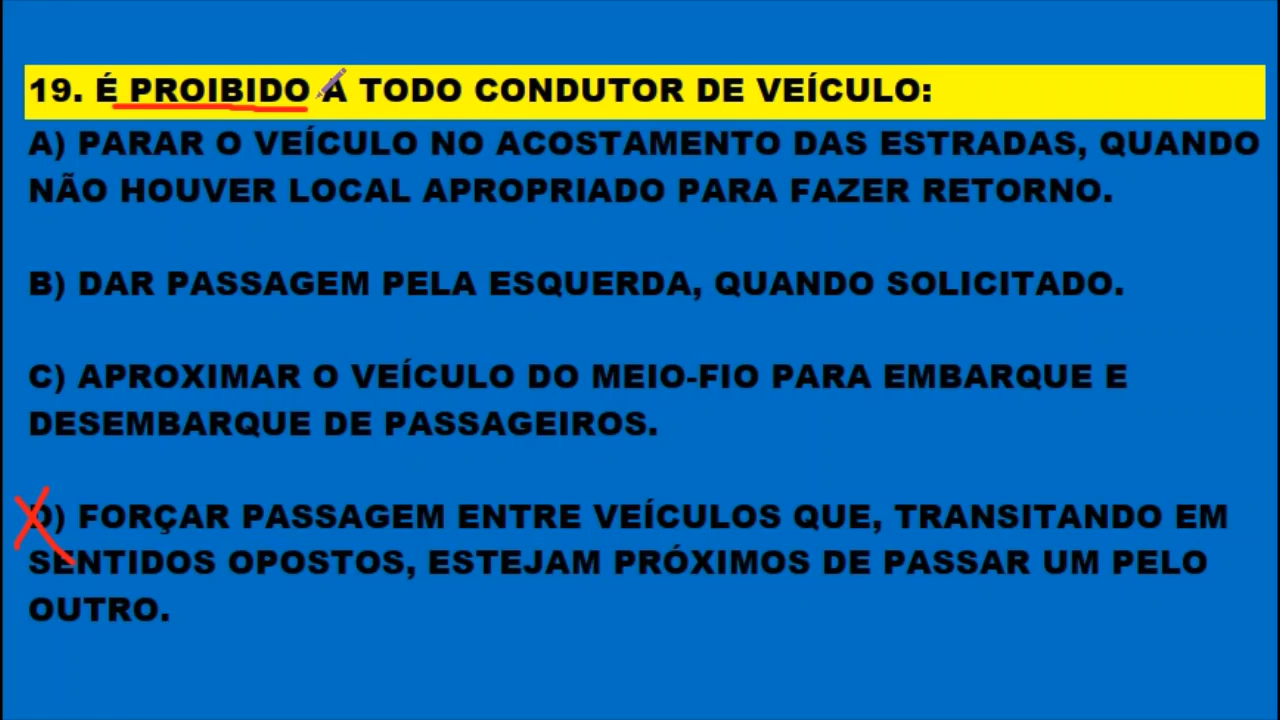 19. É PROIBIDO A TODO CONDUTOR DE VEÍCULO:
A) PARAR O VEÍCULO NO ACOSTAMENTO DAS ESTRADAS, QUANDO
NÃO HOUVER LOCAL APROPRIADO PARA FAZER RETORNO.
B) DAR PASSAGEM PELA ESQUERDA, QUANDO SOLICITADO.
C) APROXIMAR O VEÍCULO DO MEIO-FIO PARA EMBARQUE E
DESEMBARQUE DE PASSAGEIROS.
D) FORÇAR PASSAGEM ENTRE VEÍCULOS QUE, TRANSITANDO EM
SENTIDOS OPOSTOS, ESTEJAM PRÓXIMOS DE PASSAR UM PELO
OUTRO.